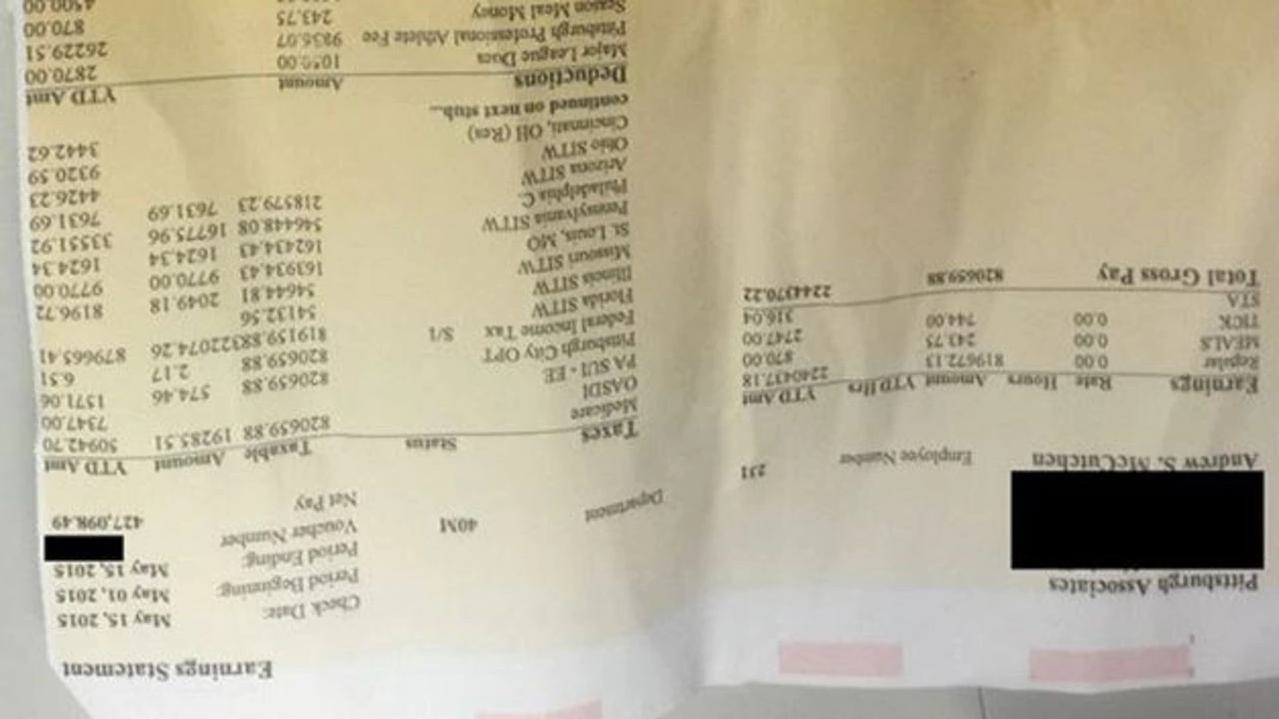 Earnings Statement
Pittsburgh Associates
Check Date: May 15, 2015
Period Beginning: May 01, 2015
Period Ending: May 15, 2015
Voucher Number
Department 40M Net Pay 427,098.49
Andrew S. McCutchen Employee Number 231
Earnings Rate Hours Amount YTD Hrs YTD Amt
Regular 0.00 819672.13 2240437.18
MEALS 0.00 243.75 870.00
TICK 0.00 744.00 2747.00
STA 316.04
Total Gross Pay 820659.88 2244370.22
Taxes Status Taxable Amount YTD Amt
Medicare 820659.88 19285.51 50942.70
OASDI 7347.00
PA SUI - EE 820659.88 574.46 1571.06
Pittsburgh City OPT 820659.88 2.17 6.51
Federal Income Tax S/1 819159.88322074.26 879665.41
Florida SITW 54132.56
Illinois SITW 54644.81 2049.18 8196.72
Missouri SITW 163934.43 9770.00 9770.00
St. Louis, MO 162434.43 1624.34 1624.34
Pennsylvania SITW 546448.08 16775.96 33551.92
Philadelphia C. 218579.23 7631.69 7631.69
Arizona SITW 4426.23
Ohio SITW 9320.59
Cincinnati, OH (Res) 3442.62
continued on next stub...
Deductions Amount YTD Amt
Major League Dues 1050.00 2870.00
Pittsburgh Professional Athlete Fee 9836.07 26229.51
Season Meal Money 243.75 870.00
4500.00